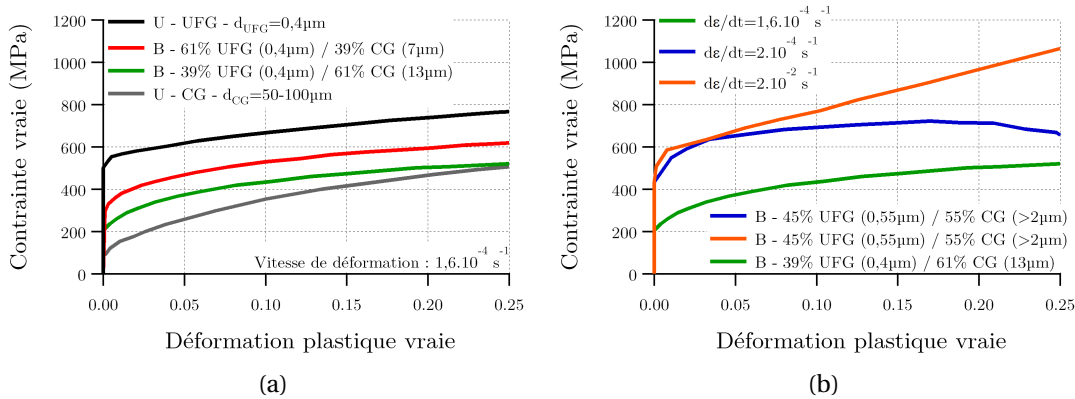 Contrainte vraie (MPa)
1200
1000
800
600
400
200
0
U - UFG - dUFG=0,4µm
B - 61% UFG (0,4µm) / 39% CG (7µm)
B - 39% UFG (0,4µm) / 61% CG (13µm)
U - CG - dCG=50-100µm
Vitesse de déformation : 1,6.10-4 s-1
0.00 0.05 0.10 0.15 0.20 0.25
Déformation plastique vraie
(a)
Contrainte vraie (MPa)
1200
1000
800
600
400
200
0
dε/dt=1,6.10-4 s-1
dε/dt=2.10-4 s-1
dε/dt=2.10-2 s-1
B - 45% UFG (0,55µm) / 55% CG (>2µm)
B - 45% UFG (0,55µm) / 55% CG (>2µm)
B - 39% UFG (0,4µm) / 61% CG (13µm)
0.00 0.05 0.10 0.15 0.20 0.25
Déformation plastique vraie
(b)